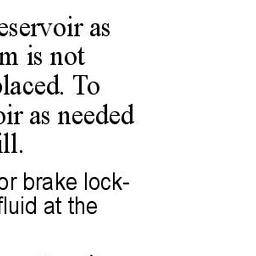 eservoir as
m is not
placed. To
oir as needed
ill.
or brake lock-
fluid at the